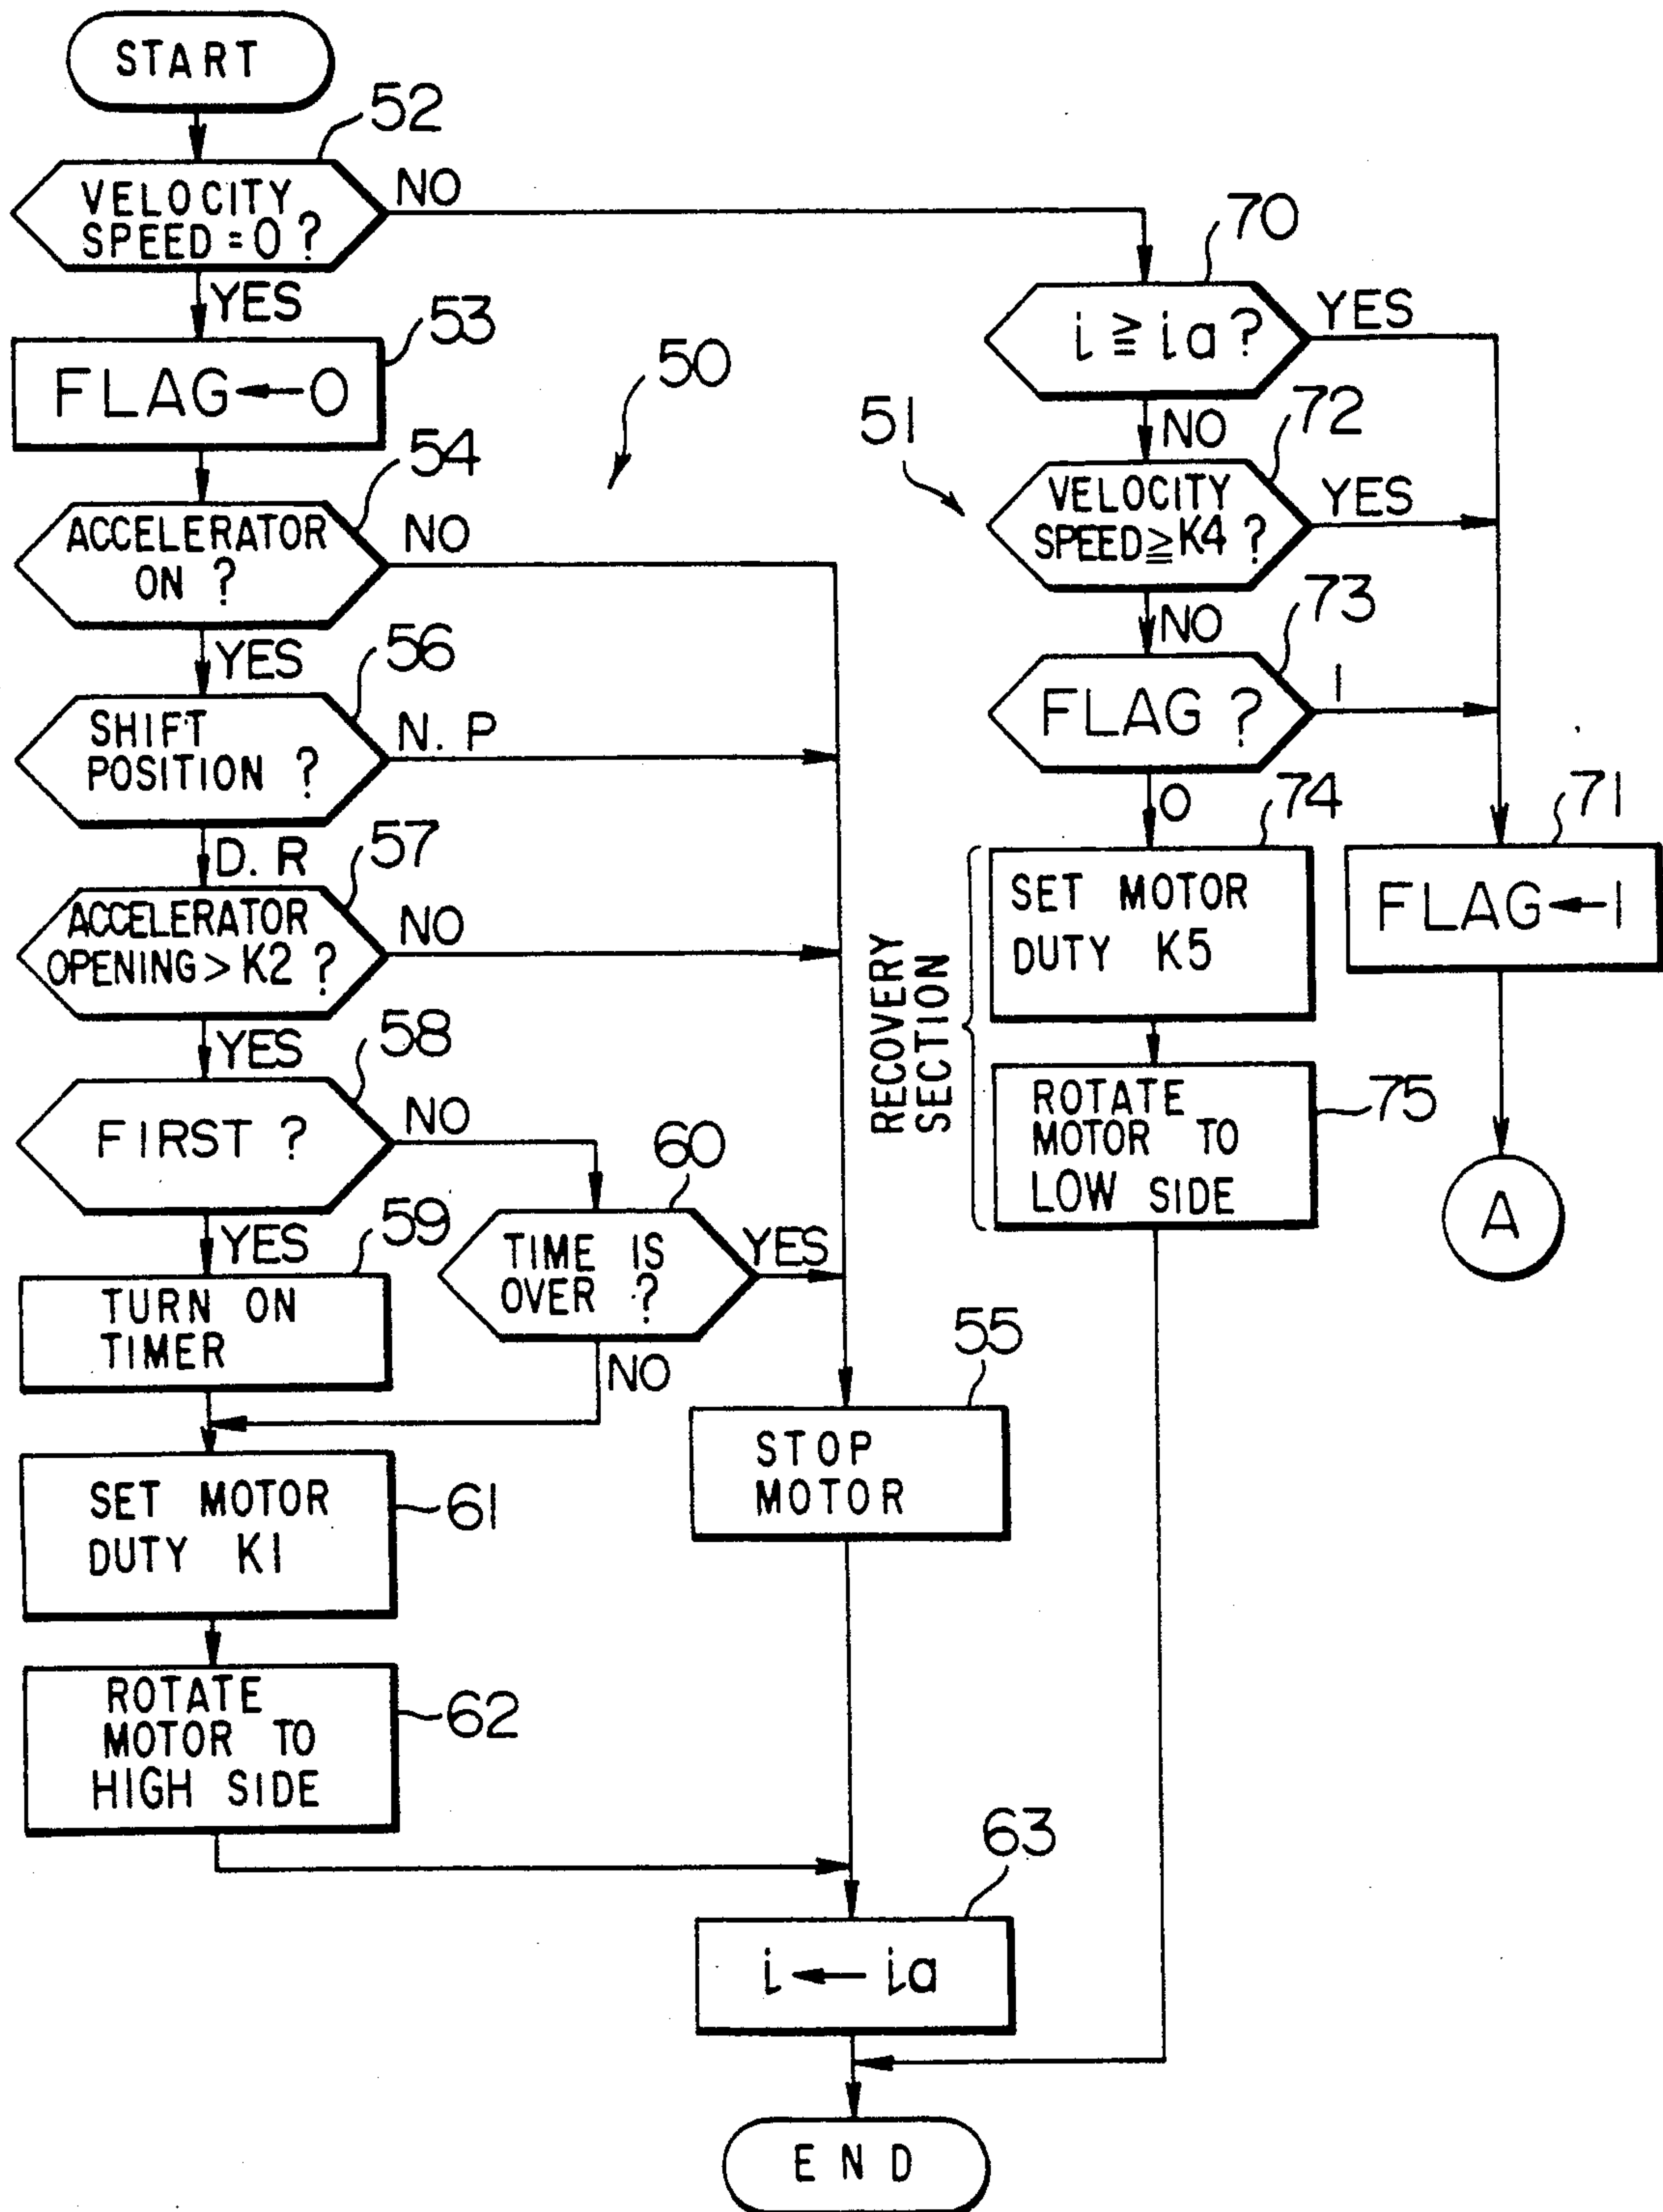 START
52
VELOCITY
SPEED = 0 ?
NO
YES
53
FLAG ← 0
50
54
ACCELERATOR
ON ?
NO
YES
56
SHIFT
POSITION ?
N. P
D. R
57
ACCELERATOR
OPENING > K2 ?
NO
YES
58
FIRST ?
NO
YES
59
TURN ON
TIMER
60
TIME IS
OVER ?
YES
NO
61
SET MOTOR
DUTY K1
62
ROTATE
MOTOR TO
HIGH SIDE
55
STOP
MOTOR
63
i ← ia
END
70
i ≧ ia ?
YES
NO
51
72
VELOCITY
SPEED ≧ K4 ?
YES
NO
73
FLAG ?
1
0
74
SET MOTOR
DUTY K5
RECOVERY
SECTION
75
ROTATE
MOTOR TO
LOW SIDE
71
FLAG ← 1
A